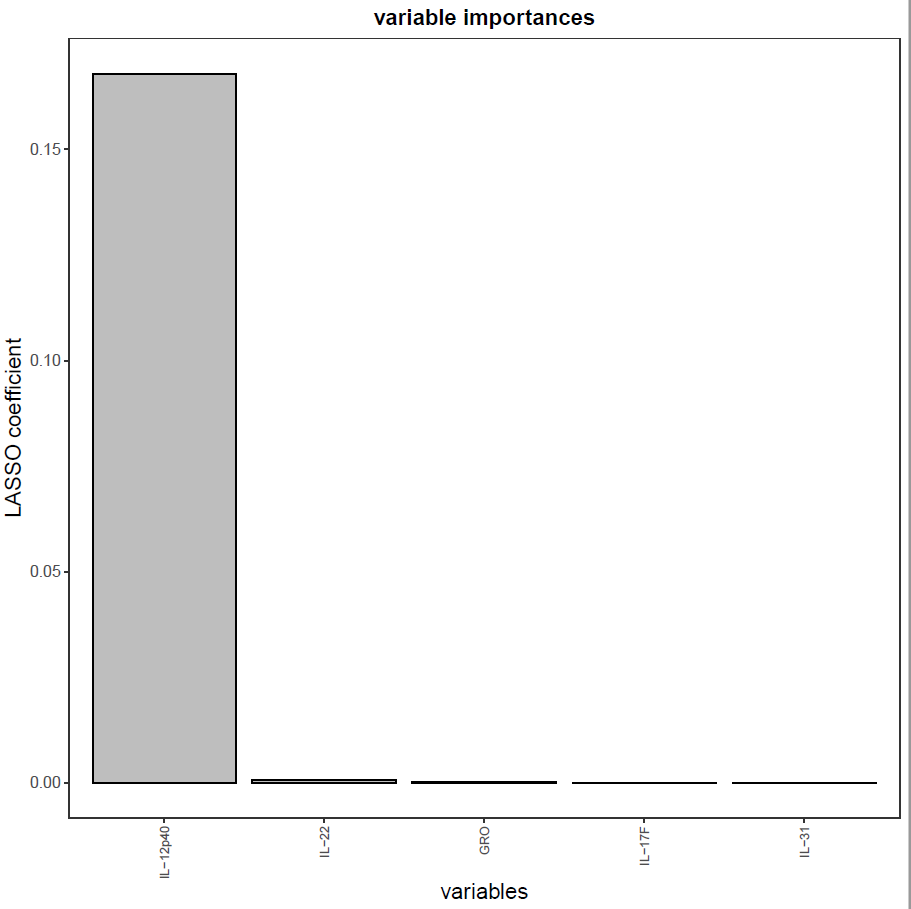 variable importances
LASSO coefficient
0.15
0.10
0.05
0.00
IL−12p40
IL−22
GRO
IL−17F
IL−31
variables